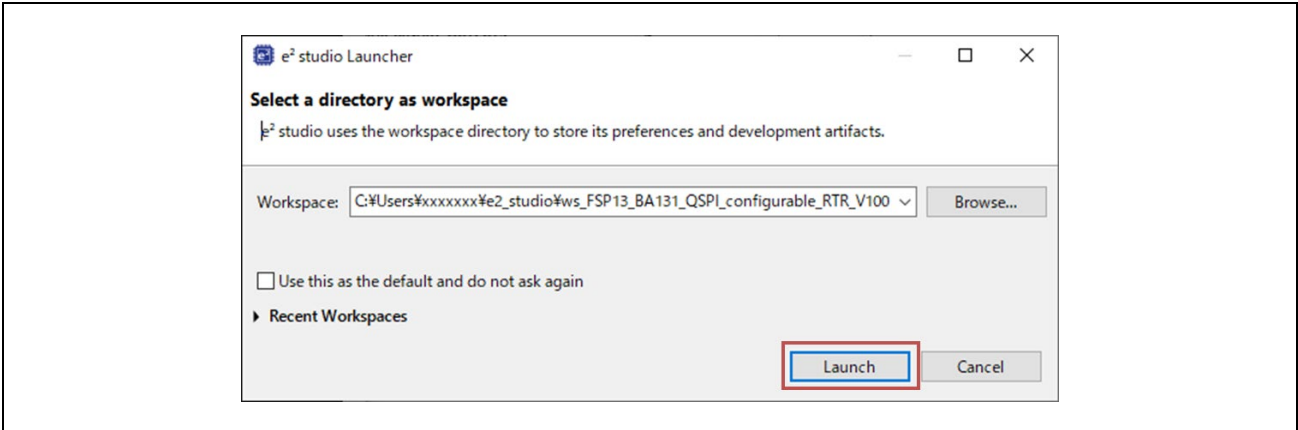 e² studio Launcher
Select a directory as workspace
e² studio uses the workspace directory to store its preferences and development artifacts.
Workspace: C:¥Users¥xxxxxxx¥e2_studio¥ws_FSP13_BA131_QSPI_configurable_RTR_V100 Browse...
Use this as the default and do not ask again
Recent Workspaces
Launch Cancel